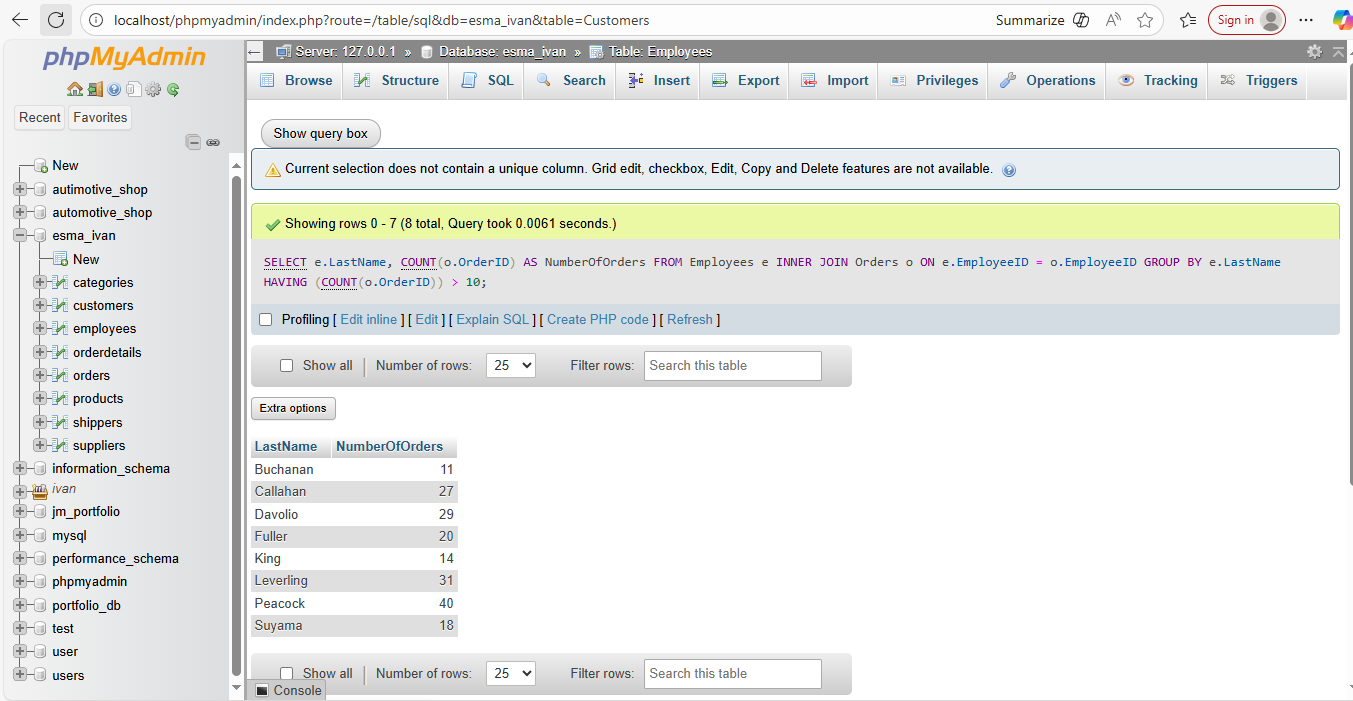 localhost/phpmyadmin/index.php?route=/table/sql&db=esma_ivan&table=Customers
Summarize
Sign in
phpMyAdmin
Recent Favorites
New
autimotive_shop
automotive_shop
esma_ivan
New
categories
customers
employees
orderdetails
orders
products
shippers
suppliers
information_schema
ivan
jm_portfolio
mysql
performance_schema
phpmyadmin
portfolio_db
test
user
users
Server: 127.0.0.1 » Database: esma_ivan » Table: Employees
Browse Structure SQL Search Insert Export Import Privileges Operations Tracking Triggers
Show query box
Current selection does not contain a unique column. Grid edit, checkbox, Edit, Copy and Delete features are not available.
Showing rows 0 - 7 (8 total, Query took 0.0061 seconds.)
SELECT e.LastName, COUNT(o.OrderID) AS NumberOfOrders FROM Employees e INNER JOIN Orders o ON e.EmployeeID = o.EmployeeID GROUP BY e.LastName
HAVING (COUNT(o.OrderID)) > 10;
Profiling [ Edit inline ] [ Edit ] [ Explain SQL ] [ Create PHP code ] [ Refresh ]
Show all | Number of rows: 25 Filter rows: Search this table
Extra options
LastName NumberOfOrders
Buchanan 11
Callahan 27
Davolio 29
Fuller 20
King 14
Leverling 31
Peacock 40
Suyama 18
Show all | Number of rows: 25 Filter rows: Search this table
Console